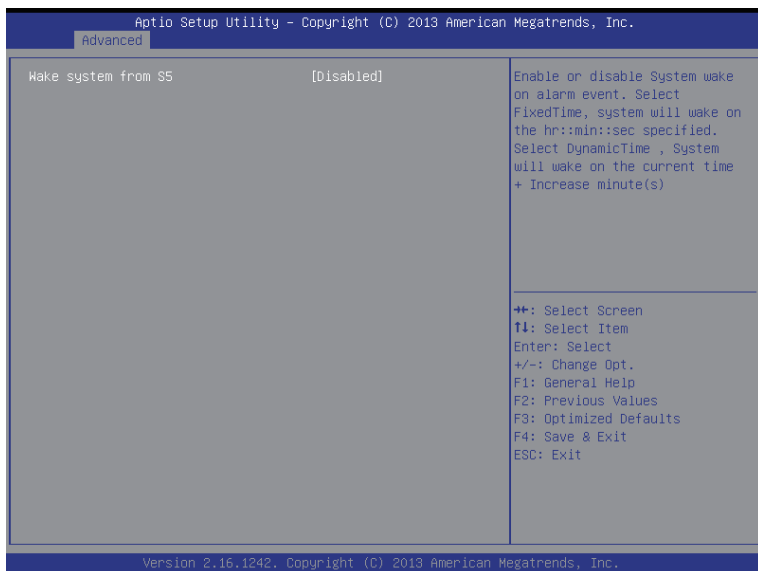 Aptio Setup Utility – Copyright (C) 2013 American Megatrends, Inc.
Advanced
Wake system from S5 [Disabled]
Enable or disable System wake
on alarm event. Select
FixedTime, system will wake on
the hr::min::sec specified.
Select DynamicTime , System
will wake on the current time
+ Increase minute(s)
→←: Select Screen
↑↓: Select Item
Enter: Select
+/-: Change Opt.
F1: General Help
F2: Previous Values
F3: Optimized Defaults
F4: Save & Exit
ESC: Exit
Version 2.16.1242. Copyright (C) 2013 American Megatrends, Inc.